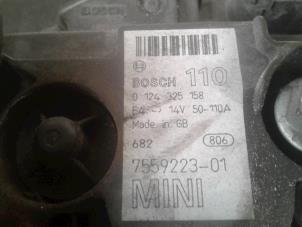 BOSCH 110
0 124 325 158
14V 50-110A
Made in GB
682 806
7559223-01
MINI